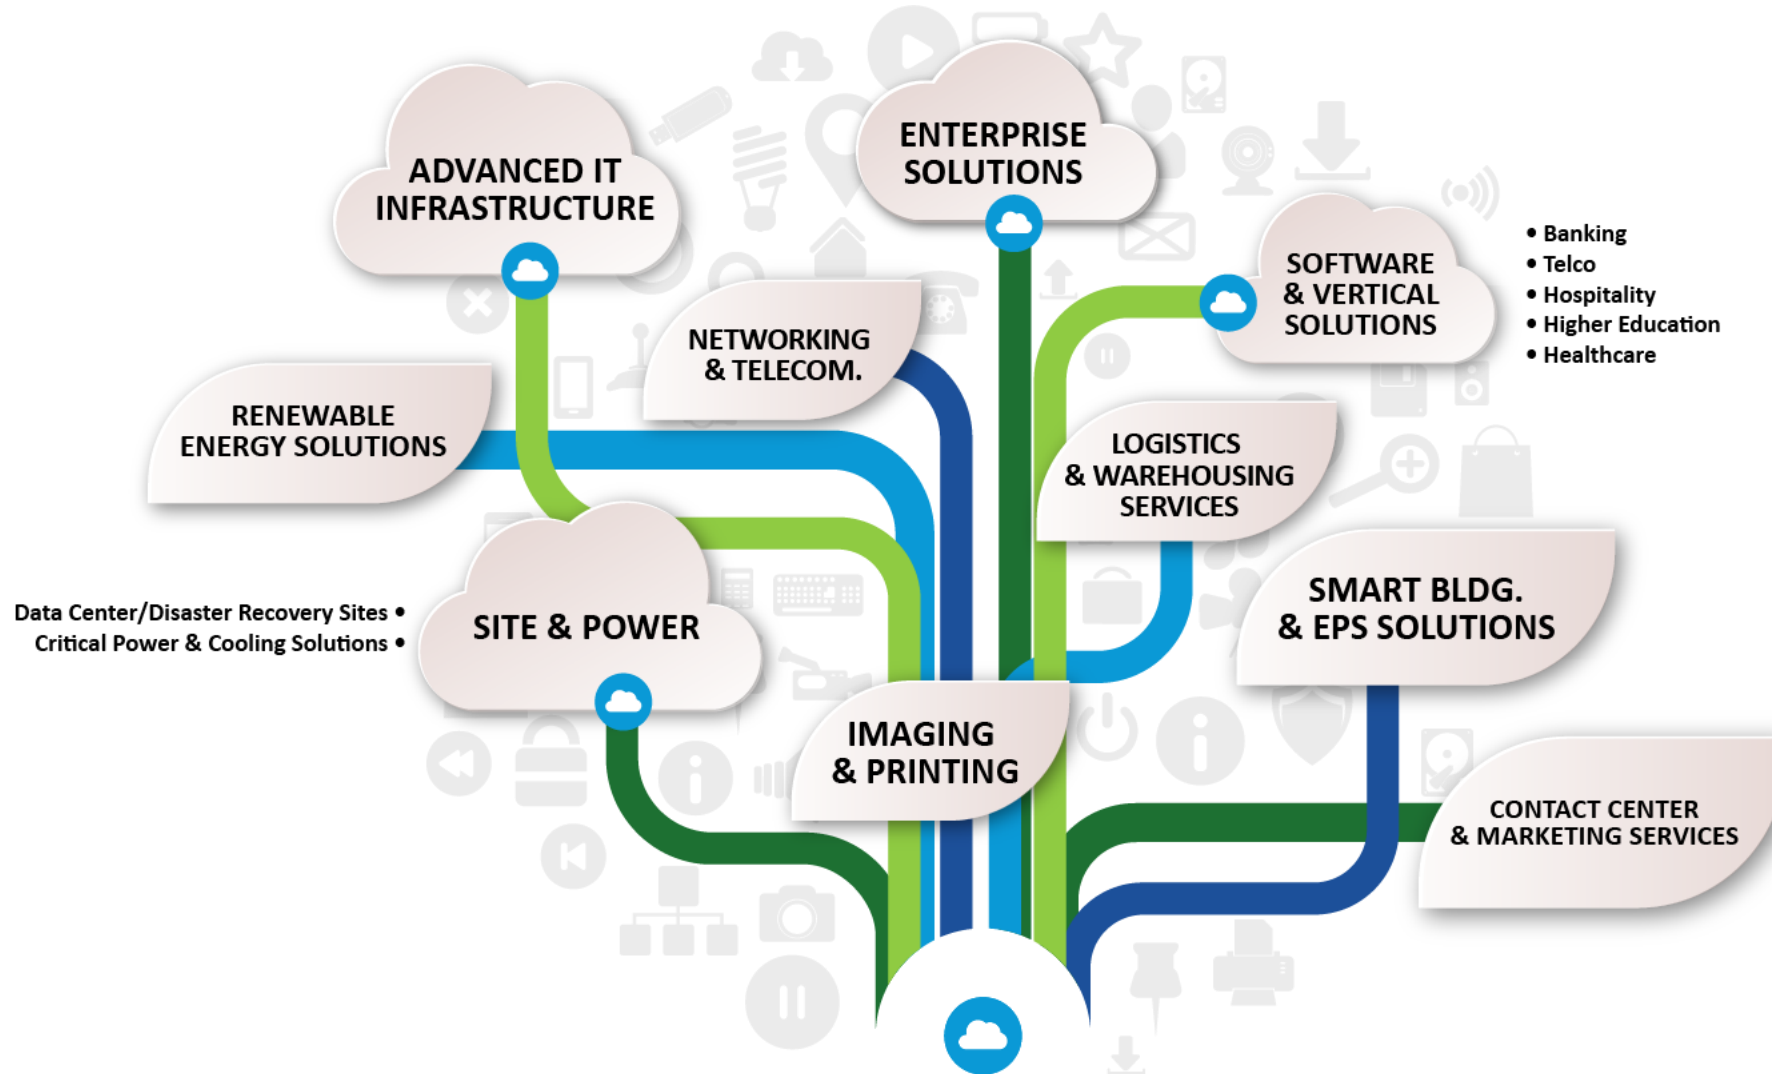 ADVANCED IT
INFRASTRUCTURE
ENTERPRISE
SOLUTIONS
SOFTWARE
& VERTICAL
SOLUTIONS
• Banking
• Telco
• Hospitality
• Higher Education
• Healthcare
NETWORKING
& TELECOM.
RENEWABLE
ENERGY SOLUTIONS
LOGISTICS
& WAREHOUSING
SERVICES
SITE & POWER
Data Center/Disaster Recovery Sites •
Critical Power & Cooling Solutions •
SMART BLDG.
& EPS SOLUTIONS
IMAGING
& PRINTING
CONTACT CENTER
& MARKETING SERVICES